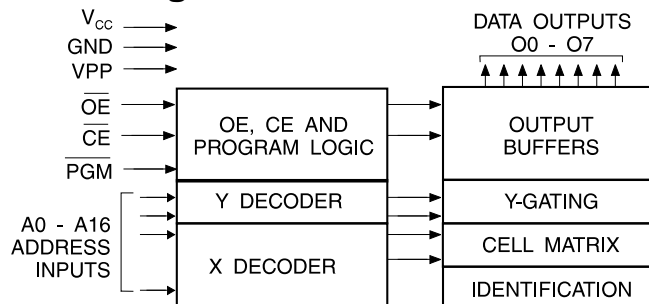 V_CC
GND
VPP
OE
CE
PGM
A0 - A16
ADDRESS
INPUTS
OE, CE AND
PROGRAM LOGIC
Y DECODER
X DECODER
DATA OUTPUTS
O0 - O7
OUTPUT
BUFFERS
Y-GATING
CELL MATRIX
IDENTIFICATION